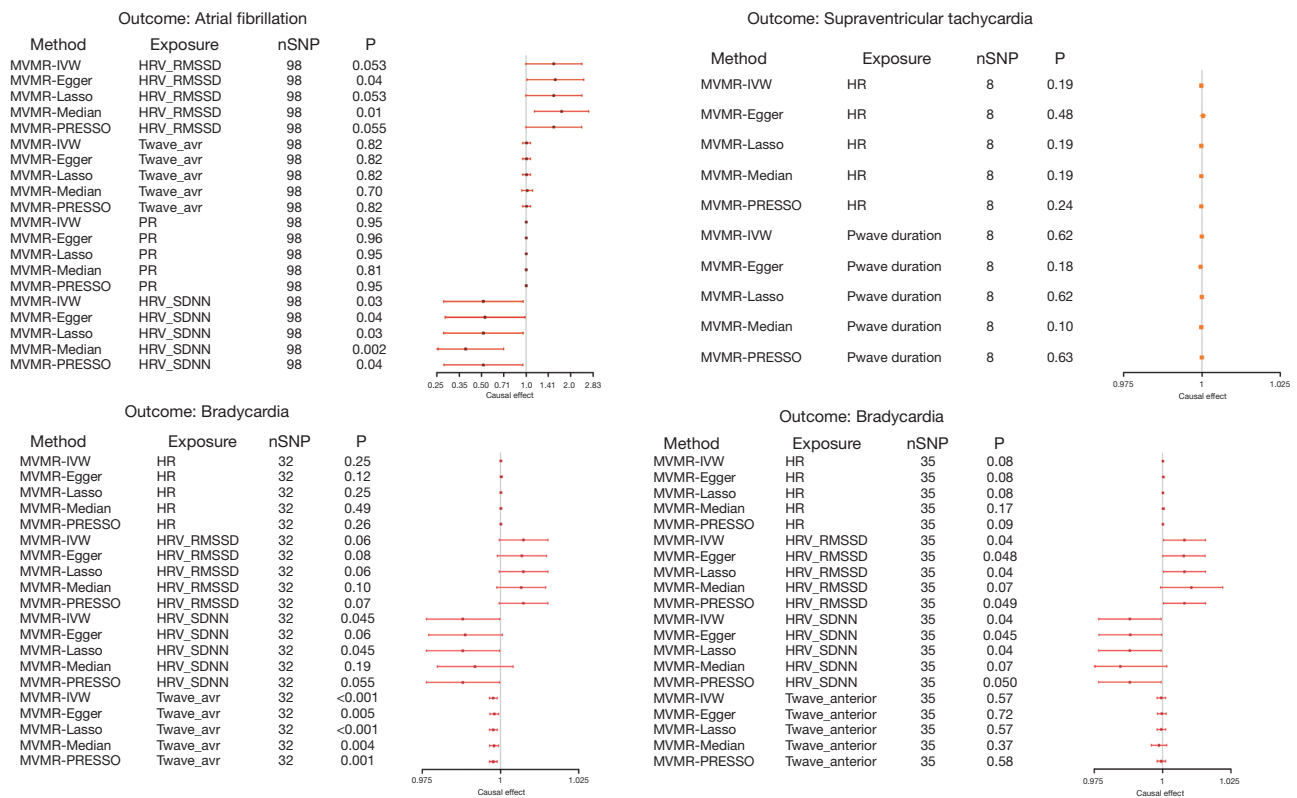 Outcome: Atrial fibrillation
Method Exposure nSNP P
MVMR-IVW HRV_RMSSD 98 0.053
MVMR-Egger HRV_RMSSD 98 0.04
MVMR-Lasso HRV_RMSSD 98 0.053
MVMR-Median HRV_RMSSD 98 0.01
MVMR-PRESSO HRV_RMSSD 98 0.055
MVMR-IVW Twave_avr 98 0.82
MVMR-Egger Twave_avr 98 0.82
MVMR-Lasso Twave_avr 98 0.82
MVMR-Median Twave_avr 98 0.70
MVMR-PRESSO Twave_avr 98 0.82
MVMR-IVW PR 98 0.95
MVMR-Egger PR 98 0.96
MVMR-Lasso PR 98 0.95
MVMR-Median PR 98 0.81
MVMR-PRESSO PR 98 0.95
MVMR-IVW HRV_SDNN 98 0.03
MVMR-Egger HRV_SDNN 98 0.04
MVMR-Lasso HRV_SDNN 98 0.03
MVMR-Median HRV_SDNN 98 0.002
MVMR-PRESSO HRV_SDNN 98 0.04
0.25 0.35 0.50 0.71 1.0 1.41 2.0 2.83
Causal effect
Outcome: Supraventricular tachycardia
Method Exposure nSNP P
MVMR-IVW HR 8 0.19
MVMR-Egger HR 8 0.48
MVMR-Lasso HR 8 0.19
MVMR-Median HR 8 0.19
MVMR-PRESSO HR 8 0.24
MVMR-IVW Pwave duration 8 0.62
MVMR-Egger Pwave duration 8 0.18
MVMR-Lasso Pwave duration 8 0.62
MVMR-Median Pwave duration 8 0.10
MVMR-PRESSO Pwave duration 8 0.63
0.975 1 1.025
Causal effect
Outcome: Bradycardia
Method Exposure nSNP P
MVMR-IVW HR 32 0.25
MVMR-Egger HR 32 0.12
MVMR-Lasso HR 32 0.25
MVMR-Median HR 32 0.49
MVMR-PRESSO HR 32 0.26
MVMR-IVW HRV_RMSSD 32 0.06
MVMR-Egger HRV_RMSSD 32 0.08
MVMR-Lasso HRV_RMSSD 32 0.06
MVMR-Median HRV_RMSSD 32 0.10
MVMR-PRESSO HRV_RMSSD 32 0.07
MVMR-IVW HRV_SDNN 32 0.045
MVMR-Egger HRV_SDNN 32 0.06
MVMR-Lasso HRV_SDNN 32 0.045
MVMR-Median HRV_SDNN 32 0.19
MVMR-PRESSO HRV_SDNN 32 0.055
MVMR-IVW Twave_avr 32 <0.001
MVMR-Egger Twave_avr 32 0.005
MVMR-Lasso Twave_avr 32 <0.001
MVMR-Median Twave_avr 32 0.004
MVMR-PRESSO Twave_avr 32 0.001
0.975 1 1.025
Causal effect
Outcome: Bradycardia
Method Exposure nSNP P
MVMR-IVW HR 35 0.08
MVMR-Egger HR 35 0.08
MVMR-Lasso HR 35 0.08
MVMR-Median HR 35 0.17
MVMR-PRESSO HR 35 0.09
MVMR-IVW HRV_RMSSD 35 0.04
MVMR-Egger HRV_RMSSD 35 0.048
MVMR-Lasso HRV_RMSSD 35 0.04
MVMR-Median HRV_RMSSD 35 0.07
MVMR-PRESSO HRV_RMSSD 35 0.049
MVMR-IVW HRV_SDNN 35 0.04
MVMR-Egger HRV_SDNN 35 0.045
MVMR-Lasso HRV_SDNN 35 0.04
MVMR-Median HRV_SDNN 35 0.07
MVMR-PRESSO HRV_SDNN 35 0.050
MVMR-IVW Twave_anterior 35 0.57
MVMR-Egger Twave_anterior 35 0.72
MVMR-Lasso Twave_anterior 35 0.57
MVMR-Median Twave_anterior 35 0.37
MVMR-PRESSO Twave_anterior 35 0.58
0.975 1 1.025
Causal effect